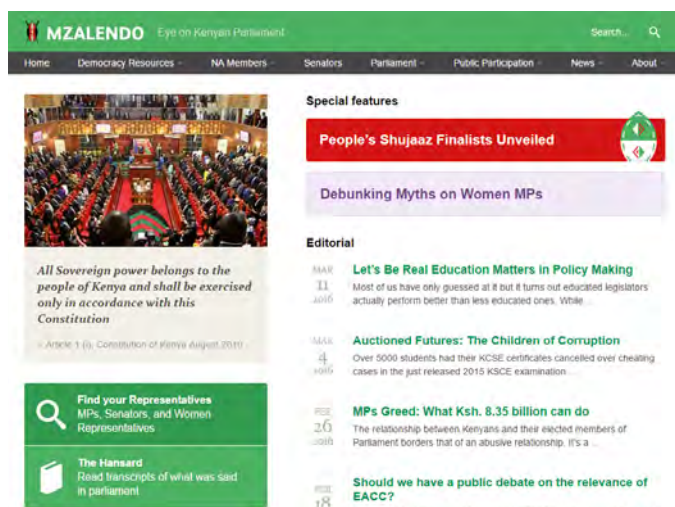 MZALENDO Eye on Kenyan Parliament
Search...
Home Democracy Resources NA Members Senators Parliament Public Participation News About
Special features
People's Shujaaz Finalists Unveiled
Debunking Myths on Women MPs
Editorial
All Sovereign power belongs to the
people of Kenya and shall be exercised
only in accordance with this
Constitution
- Article 1 (1), Constitution of Kenya August 2010
Find your Representatives
MPs, Senators, and Women
Representatives
The Hansard
Read transcripts of what was said
in parliament
MAR
11
2016
Let's Be Real Education Matters in Policy Making
Most of us have only guessed at it but it turns out educated legislators
actually perform better than less educated ones. While ...
MAR
4
2016
Auctioned Futures: The Children of Corruption
Over 5000 students had their KCSE certificates cancelled over cheating
cases in the just released 2015 KSCE examination ...
FEB
26
2016
MPs Greed: What Ksh. 8.35 billion can do
The relationship between Kenyans and their elected members of
Parliament borders that of an abusive relationship. It's a ...
FEB
18
Should we have a public debate on the relevance of
EACC?